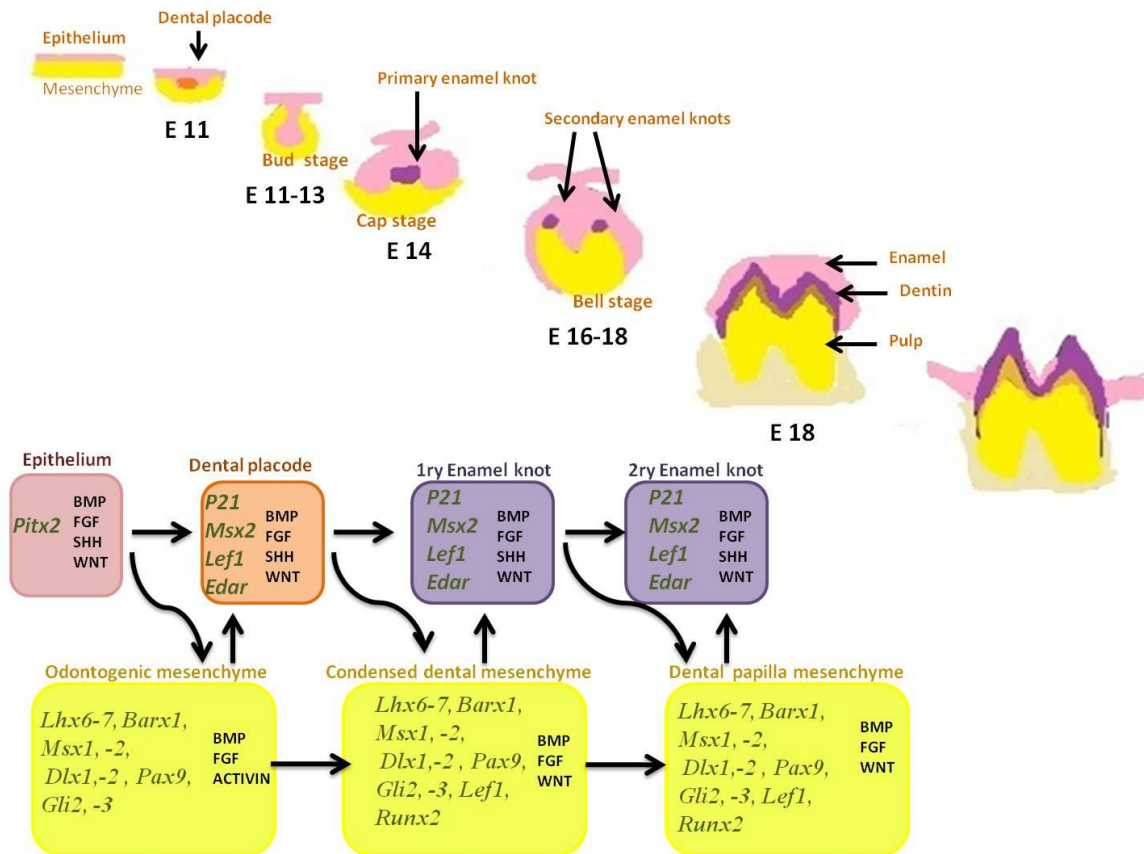 Dental placode
Epithelium
Mesenchyme
E 11
Primary enamel knot
Bud stage
E 11-13
Cap stage
E 14
Secondary enamel knots
Bell stage
E 16-18
Enamel
Dentin
Pulp
E 18
Epithelium
Pitx2
BMP
FGF
SHH
WNT
Dental placode
P21
Msx2
Lef1
Edar
BMP
FGF
SHH
WNT
1ry Enamel knot
P21
Msx2
Lef1
Edar
BMP
FGF
SHH
WNT
2ry Enamel knot
P21
Msx2
Lef1
Edar
BMP
FGF
SHH
WNT
Odontogenic mesenchyme
Lhx6-7, Barx1,
Msx1, -2,
Dlx1,-2 , Pax9,
Gli2, -3
BMP
FGF
ACTIVIN
Condensed dental mesenchyme
Lhx6-7, Barx1,
Msx1, -2,
Dlx1,-2 , Pax9,
Gli2, -3, Lef1,
Runx2
BMP
FGF
WNT
Dental papilla mesenchyme
Lhx6-7, Barx1,
Msx1, -2,
Dlx1,-2 , Pax9,
Gli2, -3, Lef1,
Runx2
BMP
FGF
WNT